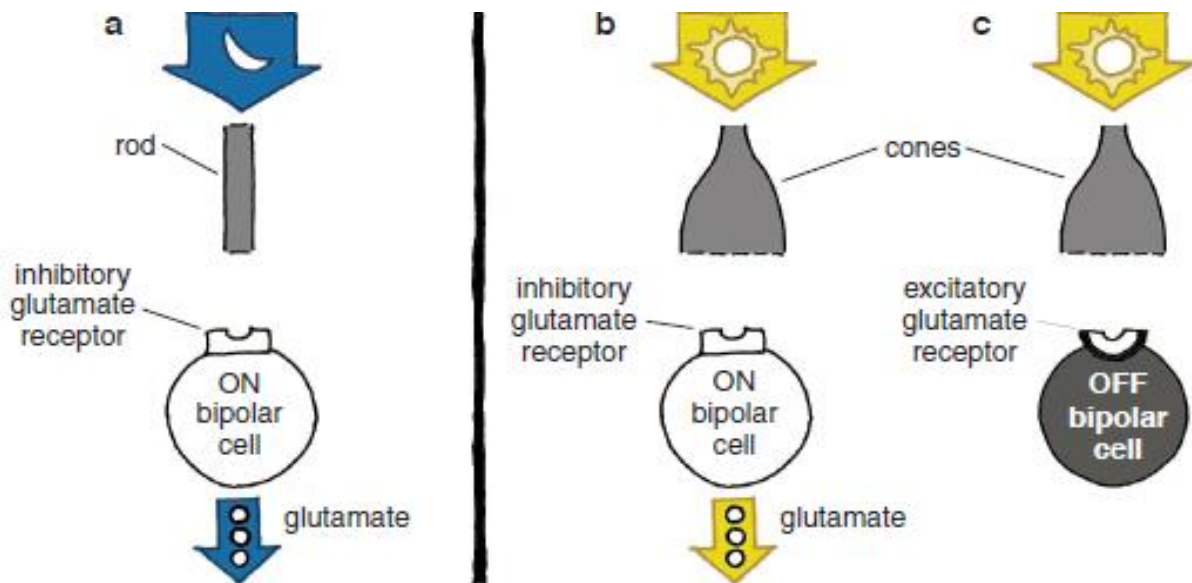 a
b
c
rod
cones
inhibitory
glutamate
receptor
inhibitory
glutamate
receptor
excitatory
glutamate
receptor
ON
bipolar
cell
ON
bipolar
cell
OFF
bipolar
cell
glutamate
glutamate